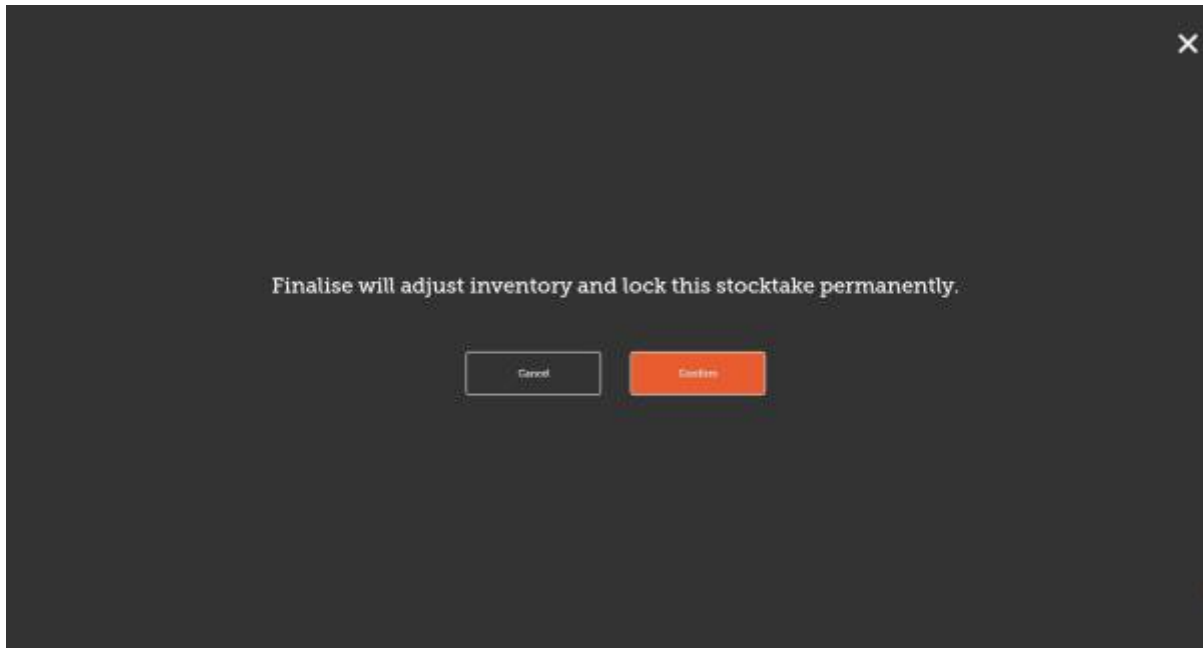 Finalise will adjust inventory and lock this stocktake permanently.
Cancel
Confirm